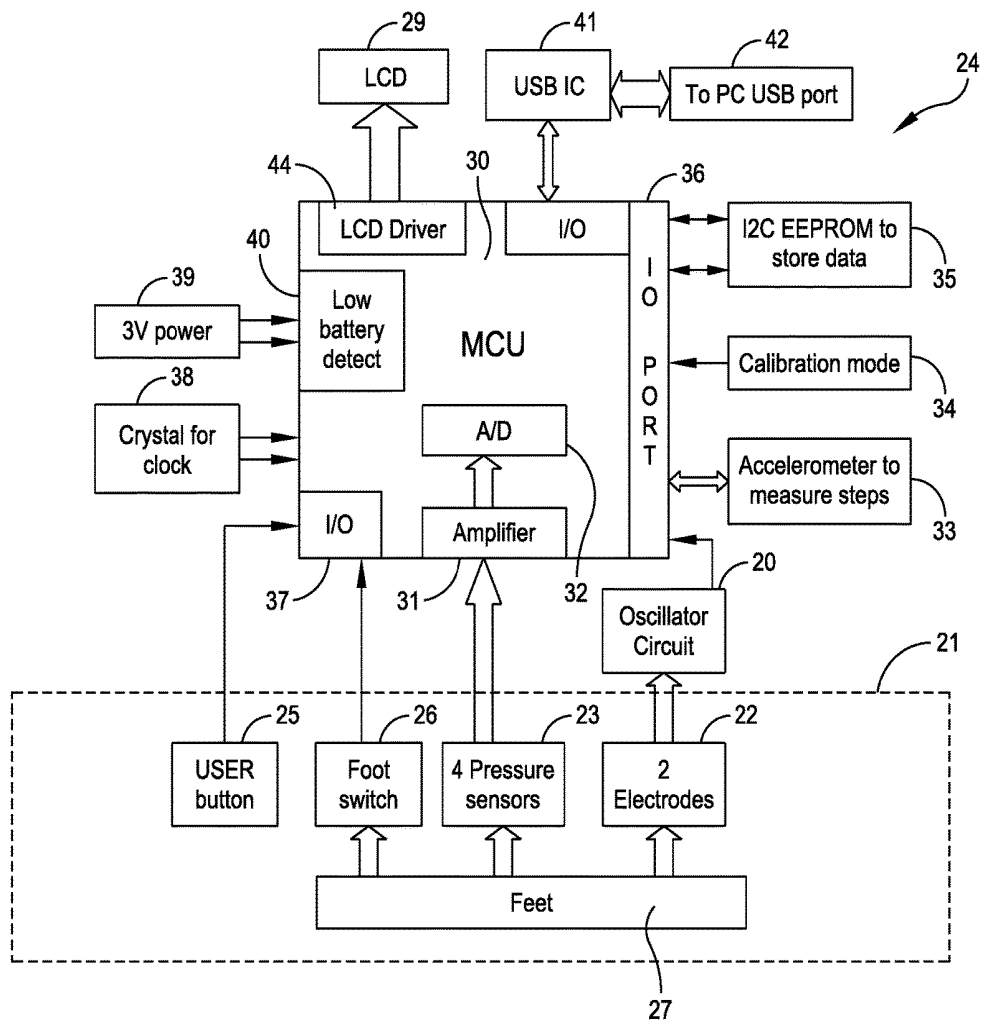 29
LCD
41
USB IC
42
To PC USB port
24
44
LCD Driver
30
I/O
36
IO PORT
I2C EEPROM to
store data
35
40
Low
battery
detect
39
3V power
MCU
Calibration mode
34
38
Crystal for
clock
A/D
32
Accelerometer to
measure steps
33
I/O
37
Amplifier
31
20
Oscillator
Circuit
21
25
USER
button
26
Foot
switch
23
4 Pressure
sensors
22
2
Electrodes
Feet
27